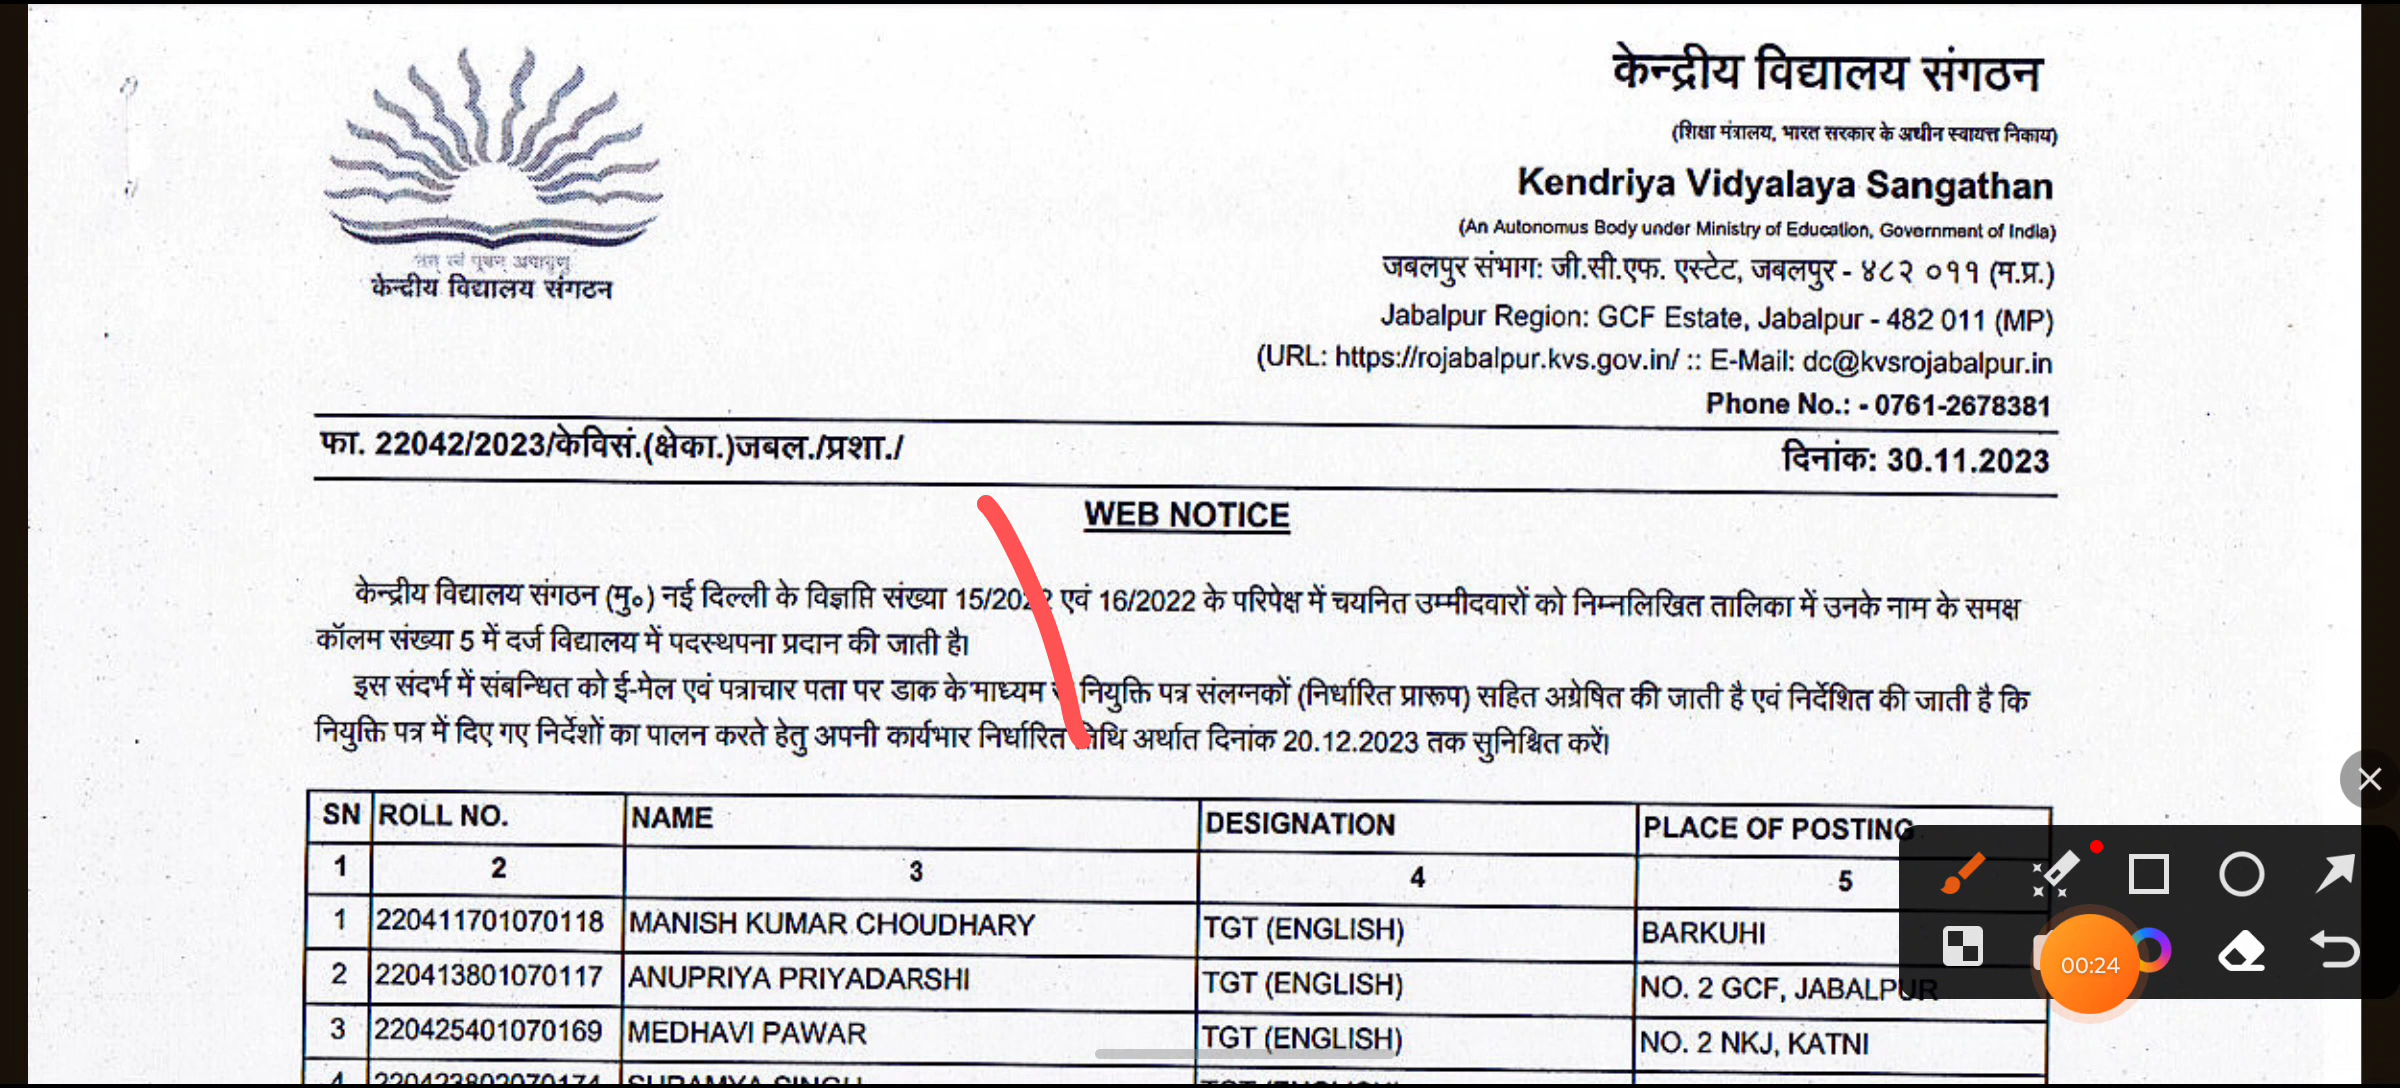 केन्द्रीय विद्यालय संगठन
केन्द्रीय विद्यालय संगठन
(शिक्षा मंत्रालय, भारत सरकार के अधीन स्वायत्त निकाय)
Kendriya Vidyalaya Sangathan
(An Autonomus Body under Ministry of Education, Government of India)
जबलपुर संभाग: जी.सी.एफ. एस्टेट, जबलपुर - ४८२ ०११ (म.प्र.)
Jabalpur Region: GCF Estate, Jabalpur - 482 011 (MP)
(URL: https://rojabalpur.kvs.gov.in/ :: E-Mail: dc@kvsrojabalpur.in
Phone No.: - 0761-2678381
फा. 22042/2023/केविसं.(क्षेका.)जबल./प्रशा./ दिनांक: 30.11.2023
WEB NOTICE
केन्द्रीय विद्यालय संगठन (मु०) नई दिल्ली के विज्ञप्ति संख्या 15/2022 एवं 16/2022 के परिपेक्ष में चयनित उम्मीदवारों को निम्नलिखित तालिका में उनके नाम के समक्ष
कॉलम संख्या 5 में दर्ज विद्यालय में पदस्थपना प्रदान की जाती है।
इस संदर्भ में संबन्धित को ई-मेल एवं पत्राचार पता पर डाक के माध्यम नियुक्ति पत्र संलग्नकों (निर्धारित प्रारूप) सहित अग्रेषित की जाती है एवं निर्देशित की जाती है कि
नियुक्ति पत्र में दिए गए निर्देशों का पालन करते हेतु अपनी कार्यभार निर्धारित तिथि अर्थात दिनांक 20.12.2023 तक सुनिश्चित करें।
SN ROLL NO. NAME DESIGNATION PLACE OF POSTING
1 2 3 4 5
1 220411701070118 MANISH KUMAR CHOUDHARY TGT (ENGLISH) BARKUHI
2 220413801070117 ANUPRIYA PRIYADARSHI TGT (ENGLISH) NO. 2 GCF, JABALPUR
3 220425401070169 MEDHAVI PAWAR TGT (ENGLISH) NO. 2 NKJ, KATNI
00:24